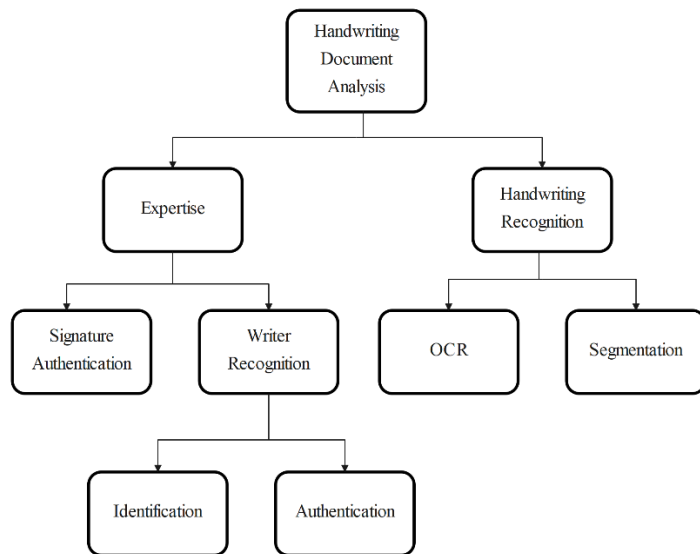 Handwriting
Document
Analysis
Expertise
Handwriting
Recognition
Signature
Authentication
Writer
Recognition
OCR
Segmentation
Identification
Authentication